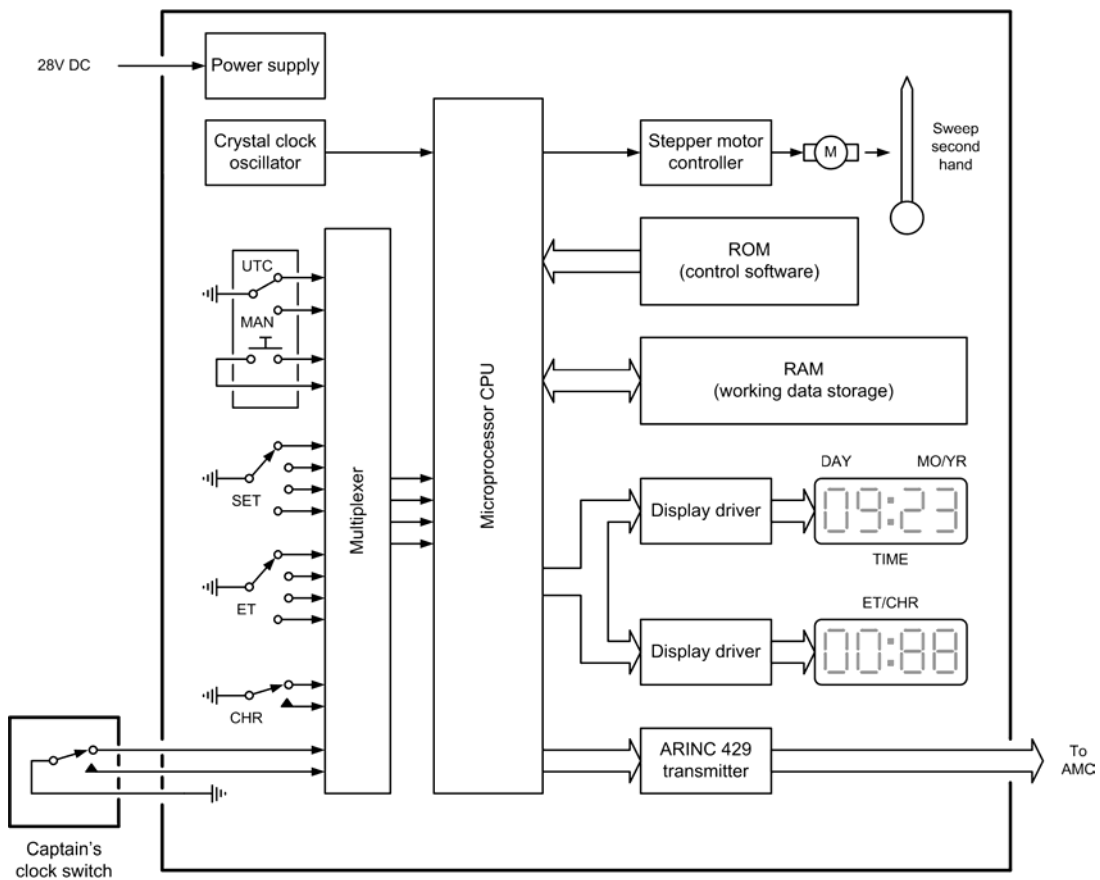 28V DC
Power supply
Crystal clock
oscillator
Stepper motor
controller
M
Sweep
second
hand
UTC
MAN
ROM
(control software)
RAM
(working data storage)
Multiplexer
Microprocessor CPU
SET
DAY
MO/YR
Display driver
09:23
TIME
ET
ET/CHR
Display driver
00:88
CHR
ARINC 429
transmitter
To
AMC
Captain's
clock switch